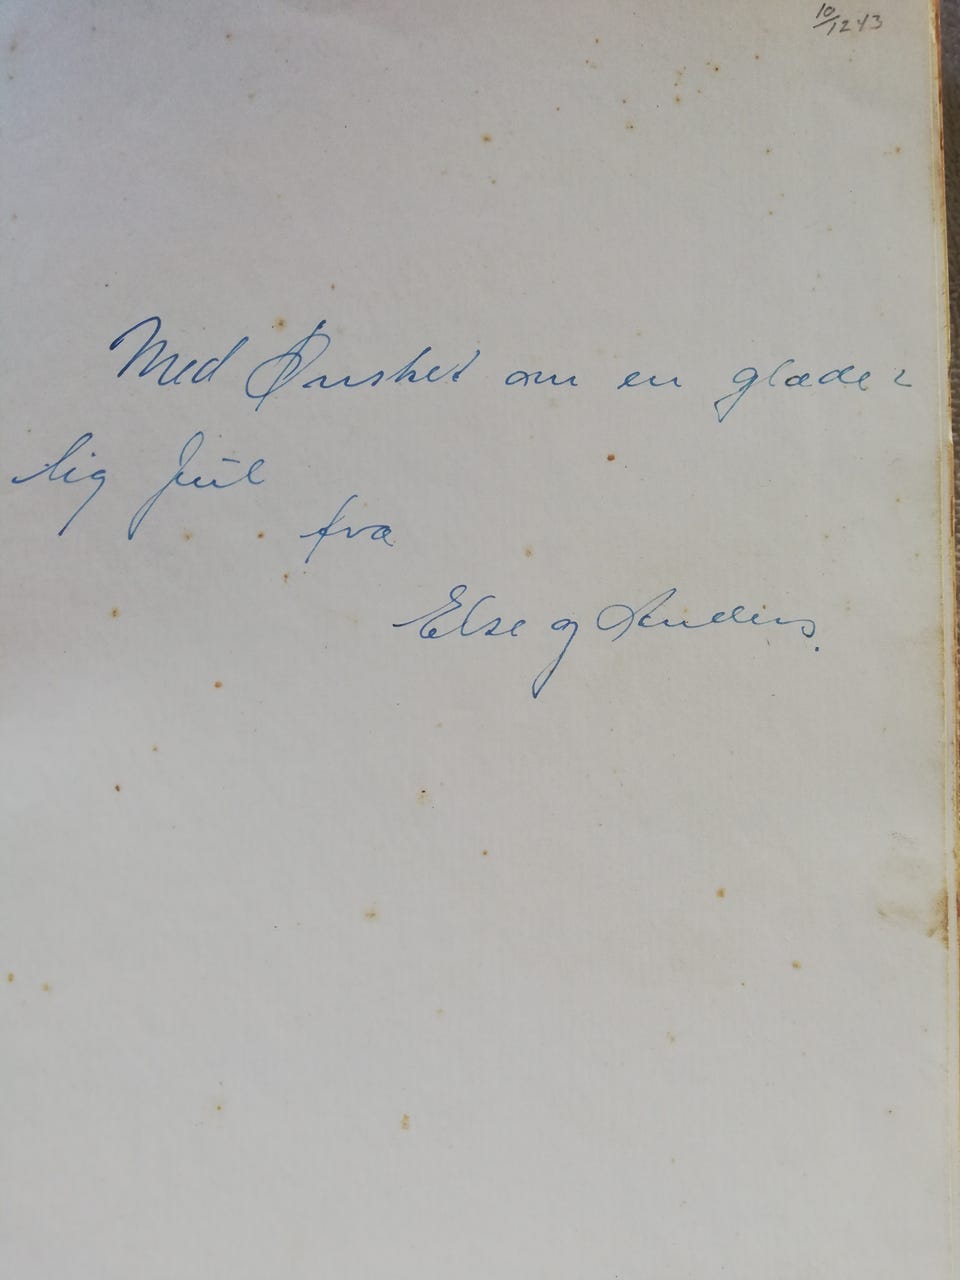 10/12 43
Med Ønsket om en glæde-
lig Jul
fra
Else og Anders.